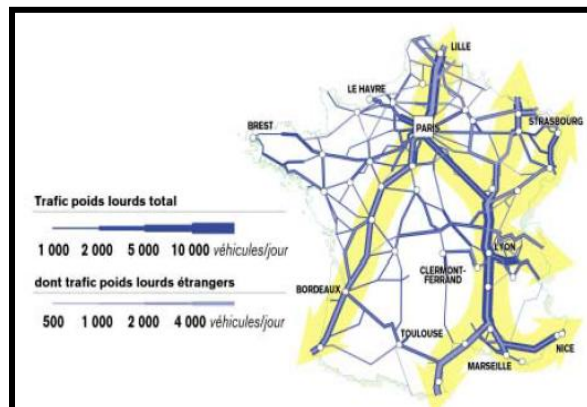 LILLE
LE HAVRE
BREST
PARIS
STRASBOURG
Trafic poids lourds total
1 000 2 000 5 000 10 000 véhicules/jour
LYON
CLERMONT-
FERRAND
dont trafic poids lourds étrangers
BORDEAUX
500 1 000 2 000 4 000 véhicules/jour
TOULOUSE
NICE
MARSEILLE